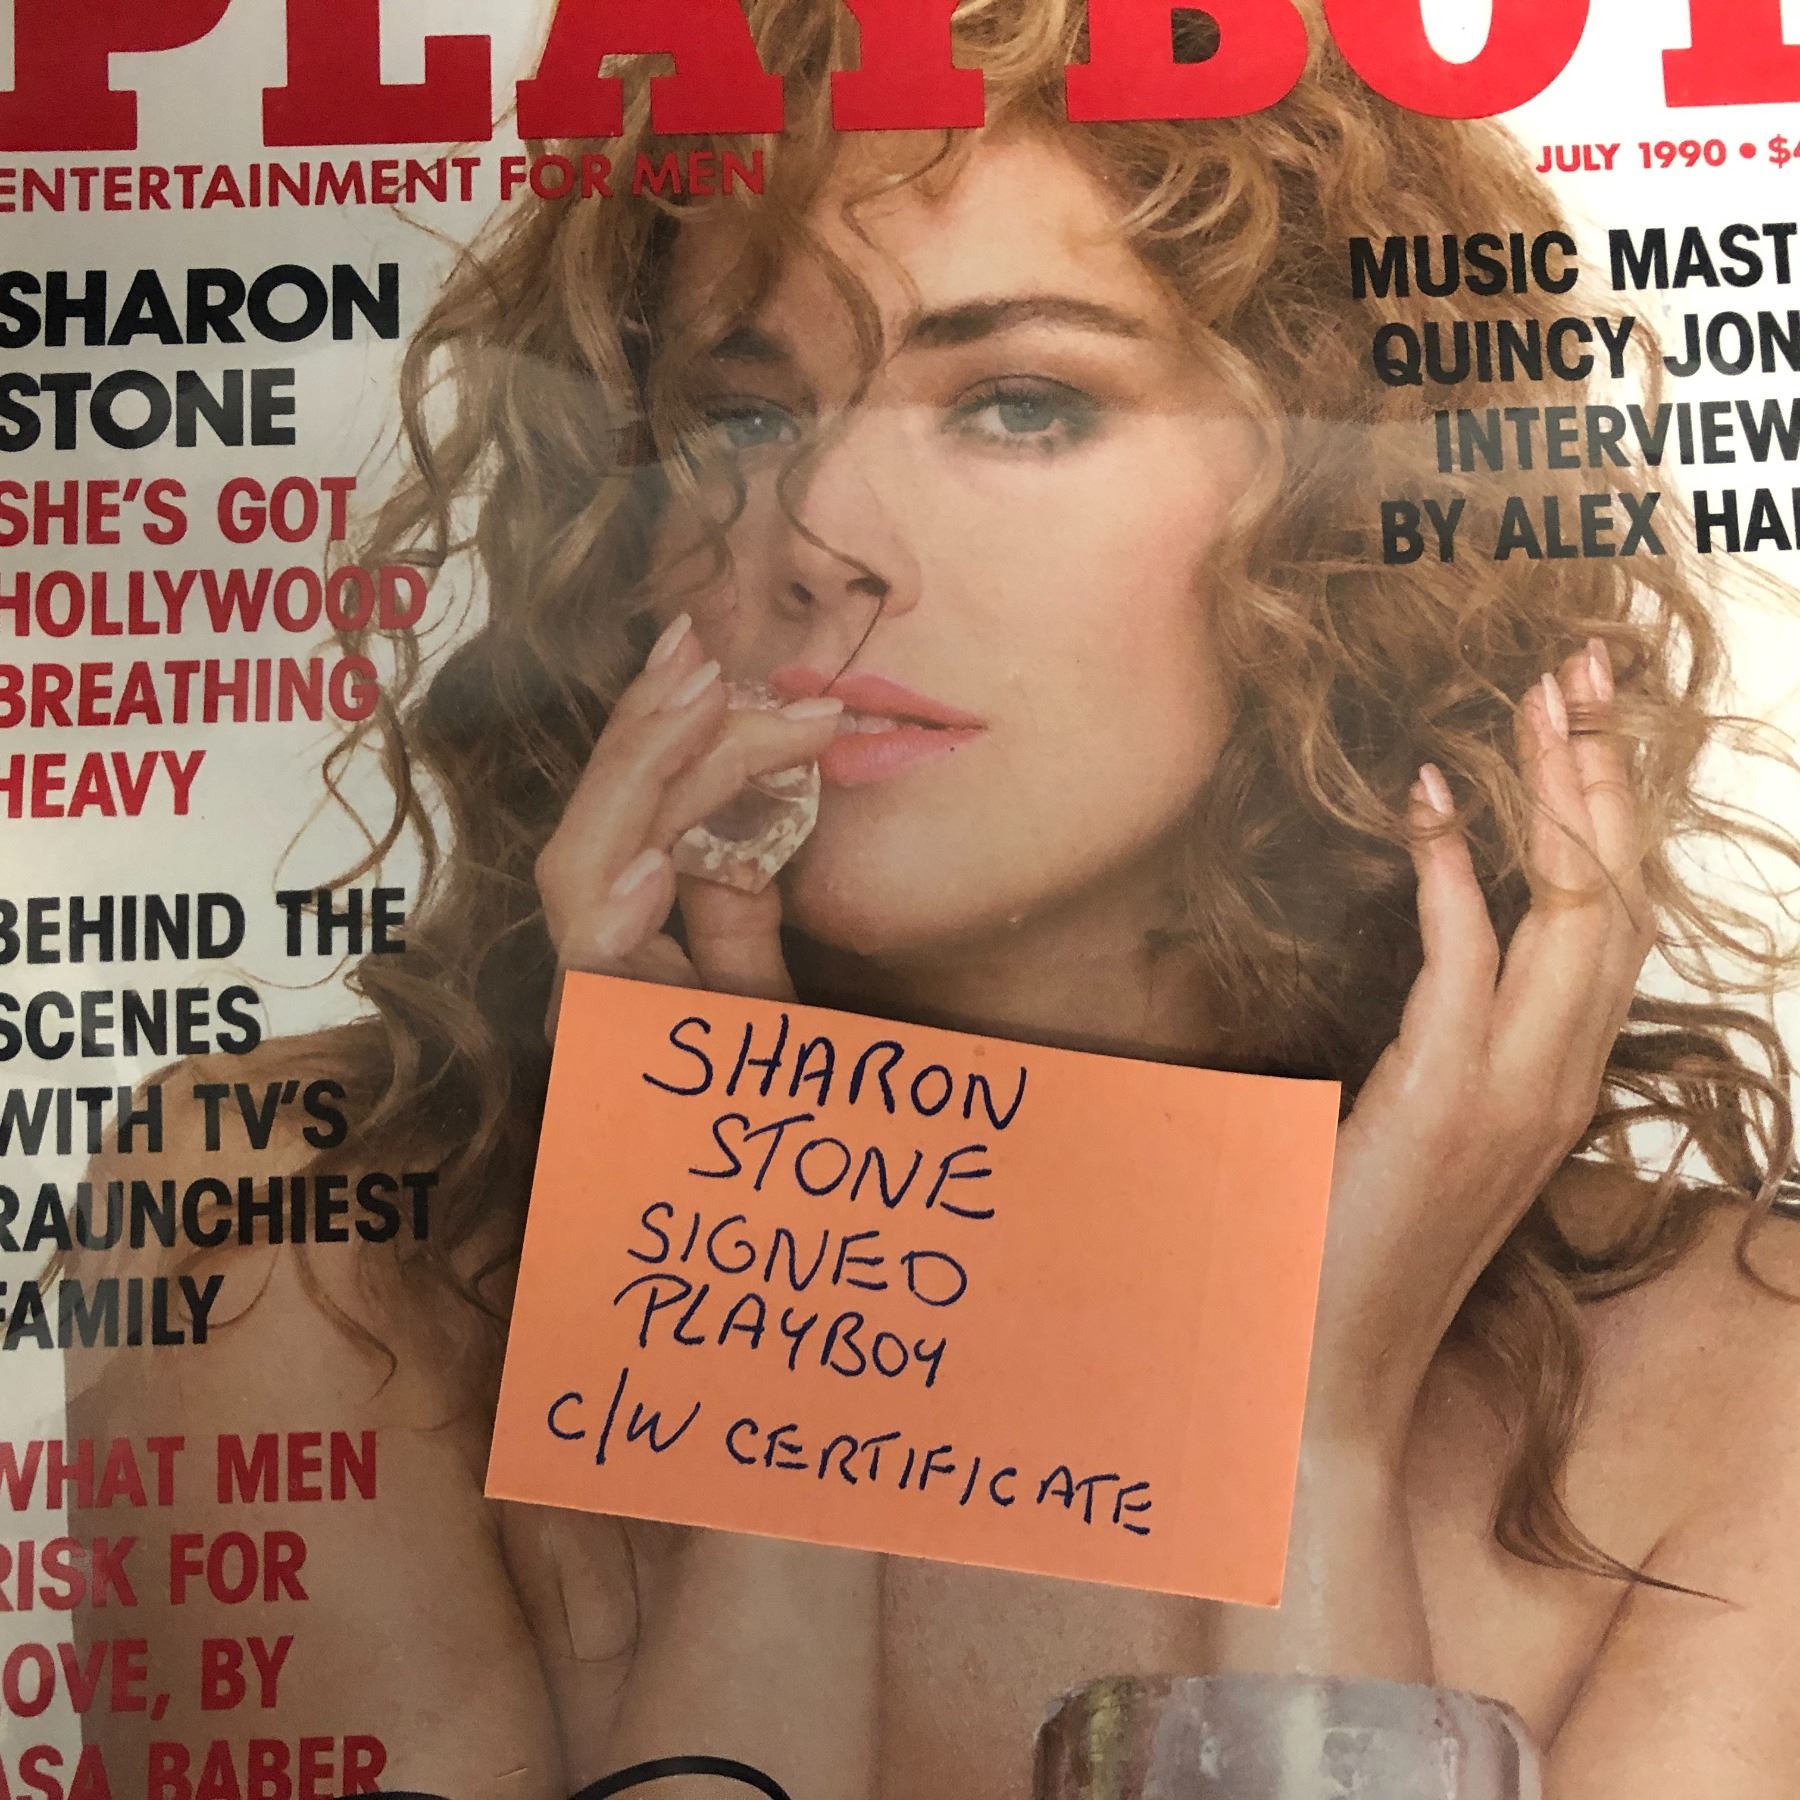 PLAYBOY
ENTERTAINMENT FOR MEN
JULY 1990 • $4
SHARON
STONE
SHE'S GOT
HOLLYWOOD
BREATHING
HEAVY
BEHIND THE
SCENES
WITH TV'S
RAUNCHIEST
FAMILY
WHAT MEN
RISK FOR
LOVE, BY
ASA BABER
MUSIC MAST
QUINCY JON
INTERVIEW
BY ALEX HA
SHARON
STONE
SIGNED
PLAYBOY
C/W CERTIFICATE